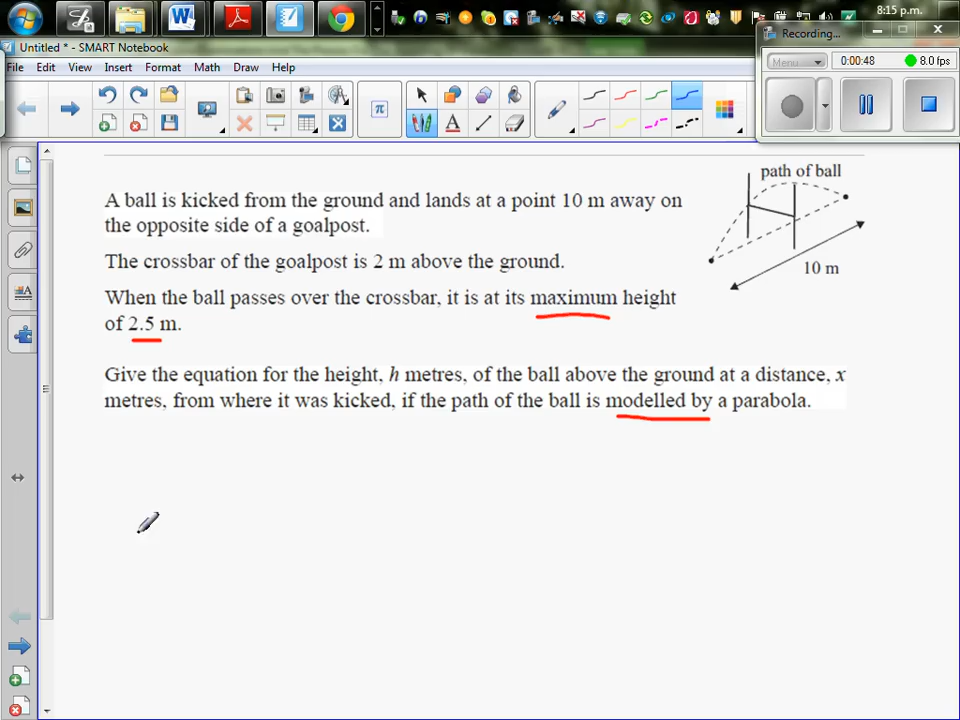 8:15 p.m.
Untitled * - SMART Notebook
Recording...
File Edit View Insert Format Math Draw Help
Menu 0:00:48 8.0 fps
π
A
path of ball
A ball is kicked from the ground and lands at a point 10 m away on
the opposite side of a goalpost.
The crossbar of the goalpost is 2 m above the ground.
10 m
When the ball passes over the crossbar, it is at its maximum height
of 2.5 m.
Give the equation for the height, h metres, of the ball above the ground at a distance, x
metres, from where it was kicked, if the path of the ball is modelled by a parabola.